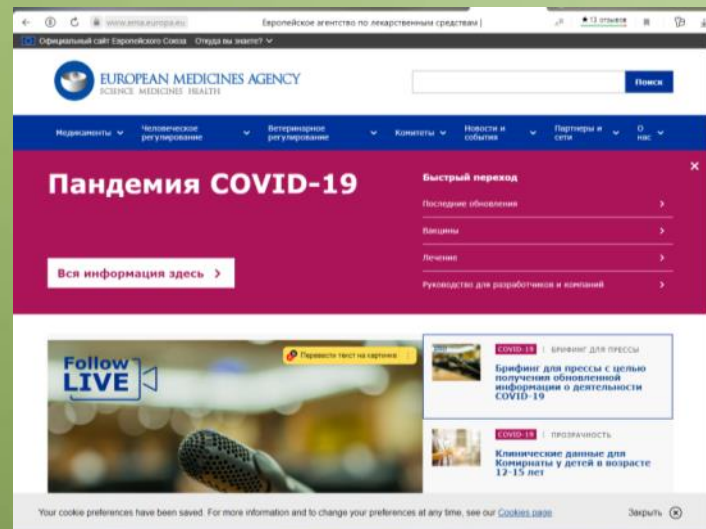 www.ema.europa.eu
Европейское агентство по лекарственным средствам |
★13 отзывов
Официальный сайт Европейского Союза Откуда вы знаете?
EUROPEAN MEDICINES AGENCY
SCIENCE MEDICINES HEALTH
Поиск
Медикаменты
Человеческое регулирование
Ветеринарное регулирование
Комитеты
Новости и события
Партнеры и сети
О нас
Пандемия COVID-19
Вся информация здесь
Быстрый переход
Последние обновления
Вакцины
Лечение
Руководство для разработчиков и компаний
Follow
LIVE
Перевести текст на картинке
COVID-19 | БРИФИНГ ДЛЯ ПРЕССЫ
Брифинг для прессы с целью
получения обновленной
информации о деятельности
COVID-19
COVID-19 | ПРОЗРАЧНОСТЬ
Клинические данные для
Комирнаты у детей в возрасте
12-15 лет
Your cookie preferences have been saved. For more information and to change your preferences at any time, see our Cookies page.
Закрыть